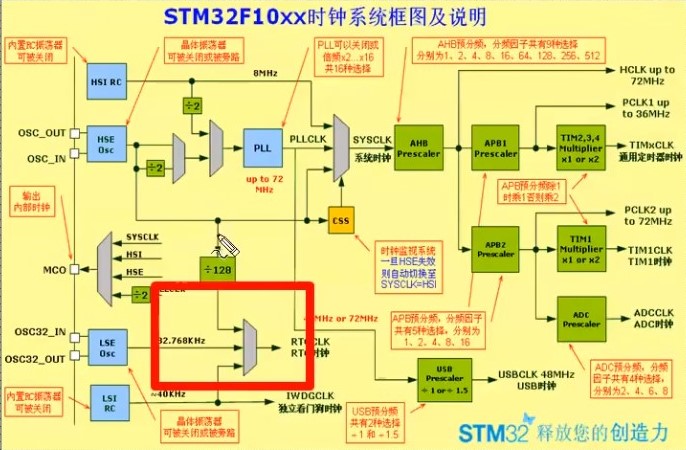 STM32F10xx时钟系统框图及说明
内置RC振荡器
可被关闭
晶体振荡器
可被关闭或被旁路
PLL可以关闭或
倍频x2...x16
共16种选择
AHB预分频，分频因子共有9种选择
分别为1、2、4、8、16、64、128、256、512
HSI RC
8MHz
÷2
HCLK up to
72MHz
OSC_OUT
OSC_IN
HSE
Osc
÷2
PLL
up to 72
MHz
PLLCLK
SYSCLK
系统时钟
AHB
Prescaler
APB1
Prescaler
PCLK1 up
to 36MHz
TIM2,3,4
Multiplier
x1 or x2
TIMxCLK
通用定时器时钟
APB预分频除1
时乘1否则乘2
输出
内部时钟
CSS
时钟监视系统
一旦HSE失效
则自动切换至
SYSCLK=HSI
APB2
Prescaler
PCLK2 up
to 72MHz
TIM1
Multiplier
x1 or x2
TIM1CLK
TIM1时钟
MCO
SYSCLK
HSI
HSE
÷2
÷128
MHz or 72MHz
APB预分频，分频因子
共有5种选择，分别为
1、2、4、8、16
ADC
Prescaler
ADCCLK
ADC时钟
OSC32_IN
OSC32_OUT
LSE
Osc
32.768KHz
RTCCLK
RTC时钟
USB
Prescaler
÷ 1 or ÷ 1.5
USBCLK 48MHz
USB时钟
ADC预分频，分频
因子共有4种选择，
分别为2、4、6、8
内置RC振荡器
可被关闭
LSI
RC
~40KHz
IWDGCLK
独立看门狗时钟
晶体振荡器
可被关闭或被旁路
USB预分频
共有2种选择
÷1 和 ÷1.5
STM32 释放您的创造力